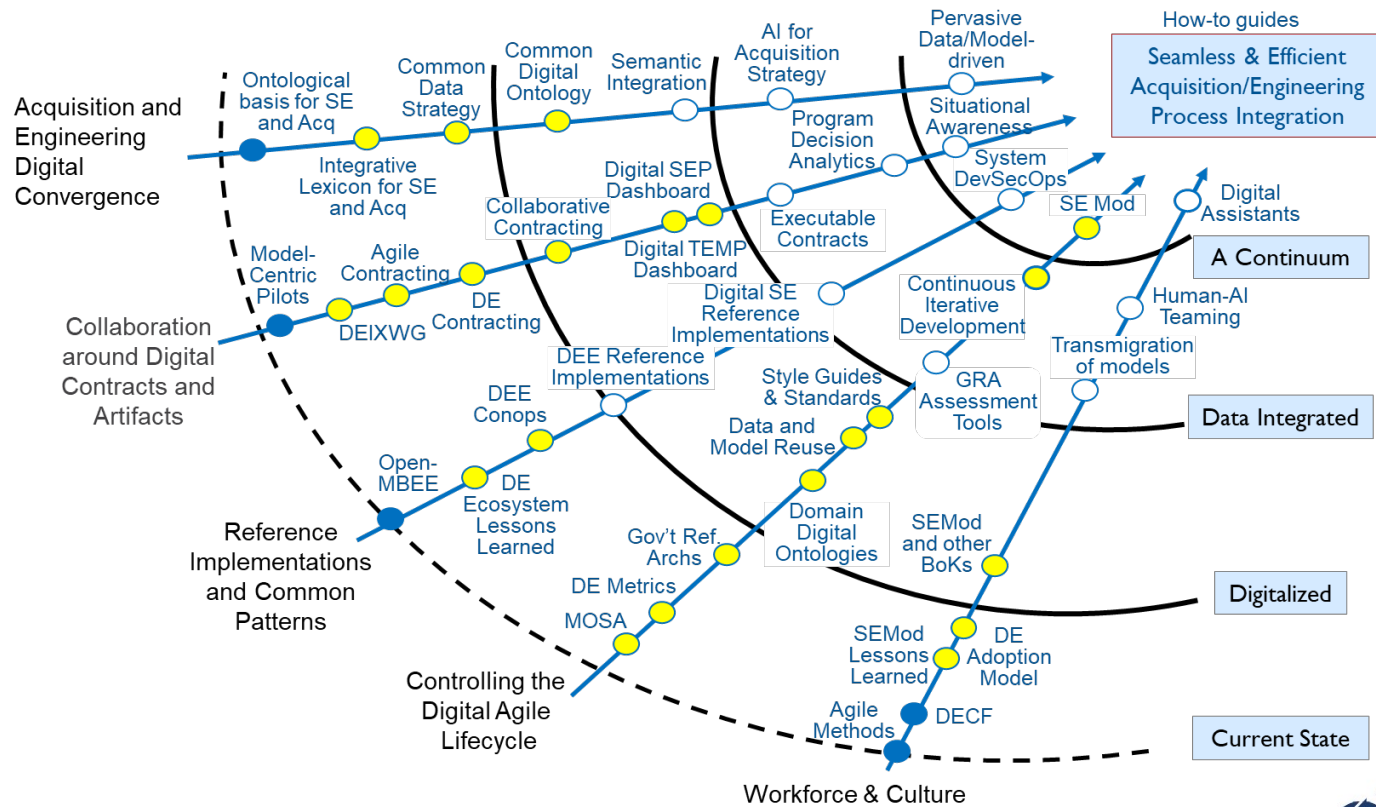 How-to guides
Seamless & Efficient
Acquisition/Engineering
Process Integration
Acquisition and
Engineering
Digital
Convergence
Ontological
basis for SE
and Acq
Integrative
Lexicon for SE
and Acq
Common
Data
Strategy
Common
Digital
Ontology
Semantic
Integration
AI for
Acquisition
Strategy
Pervasive
Data/Model-
driven
Collaboration
around Digital
Contracts and
Artifacts
Model-
Centric
Pilots
DEIXWG
Agile
Contracting
DE
Contracting
Collaborative
Contracting
Digital SEP
Dashboard
Digital TEMP
Dashboard
Executable
Contracts
Program
Decision
Analytics
Situational
Awareness
Reference
Implementations
and Common
Patterns
Open-
MBEE
DE
Ecosystem
Lessons
Learned
DEE
Conops
DEE Reference
Implementations
Digital SE
Reference
Implementations
System
DevSecOps
Controlling the
Digital Agile
Lifecycle
MOSA
DE Metrics
Gov't Ref.
Archs
Domain
Digital
Ontologies
Data and
Model Reuse
Style Guides
& Standards
GRA
Assessment
Tools
Continuous
Iterative
Development
SE Mod
Workforce & Culture
Agile
Methods
DECF
SEMod
Lessons
Learned
DE
Adoption
Model
SEMod
and other
BoKs
Transmigration
of models
Human-AI
Teaming
Digital
Assistants
A Continuum
Data Integrated
Digitalized
Current State